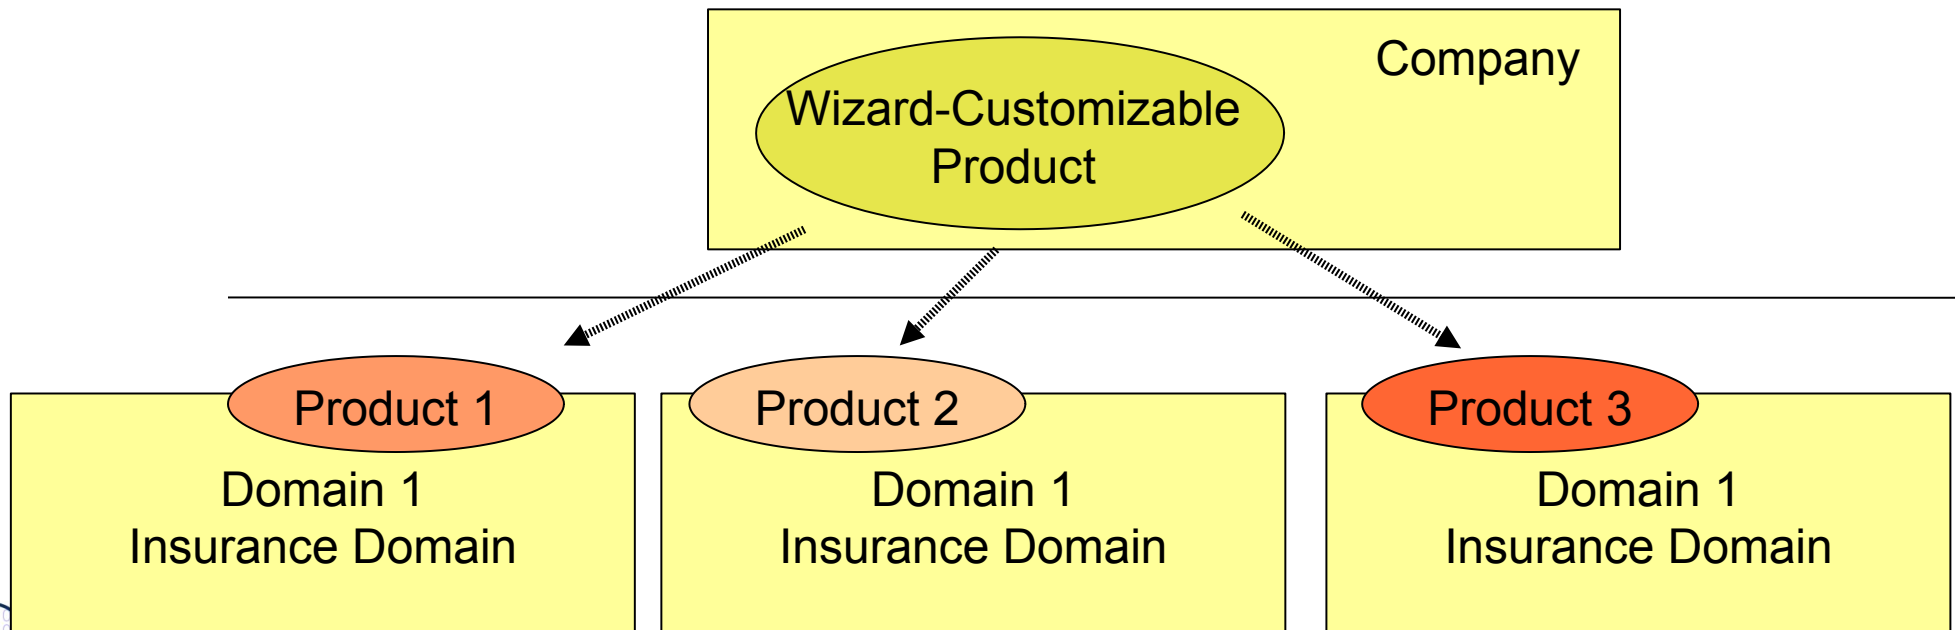 Company
Wizard-Customizable
Product
Product 1
Product 2
Product 3
Domain 1
Insurance Domain
Domain 1
Insurance Domain
Domain 1
Insurance Domain